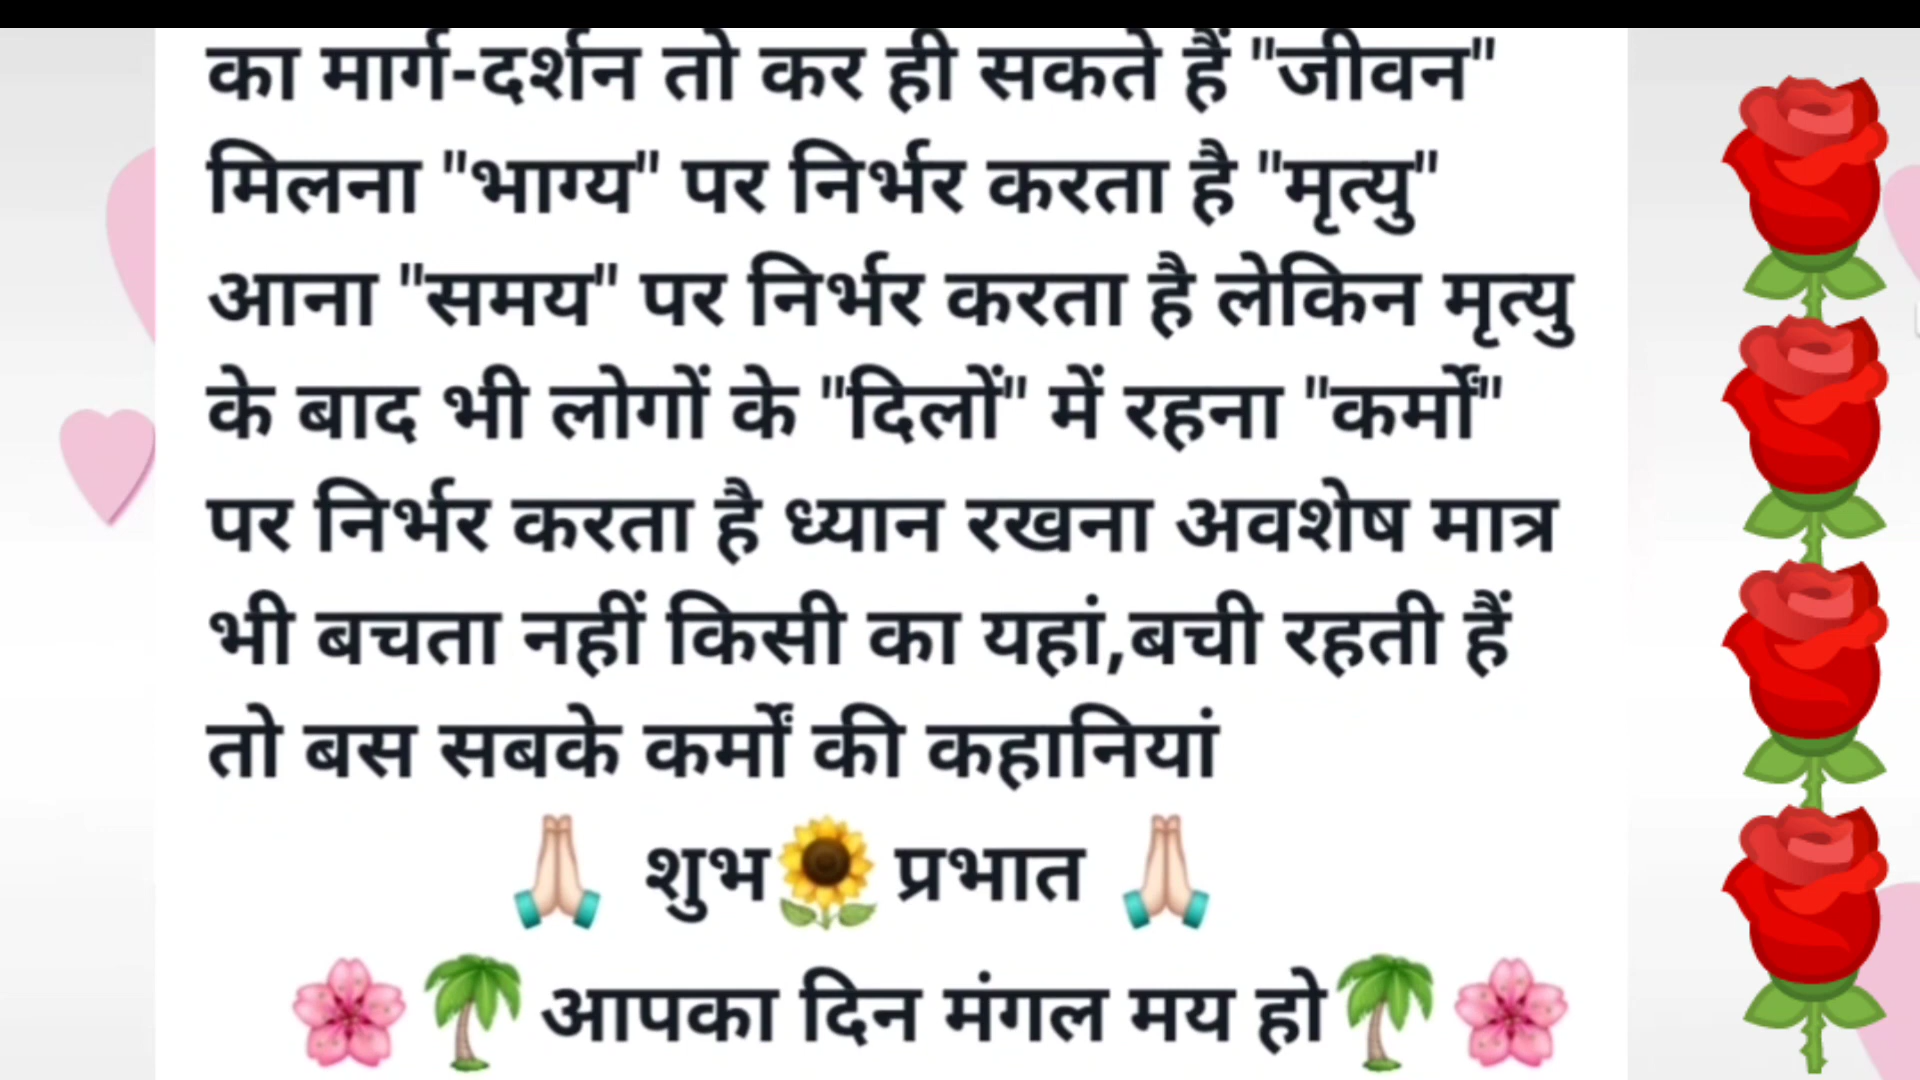 का मार्ग-दर्शन तो कर ही सकते हैं "जीवन"
मिलना "भाग्य" पर निर्भर करता है "मृत्यु"
आना "समय" पर निर्भर करता है लेकिन मृत्यु
के बाद भी लोगों के "दिलों" में रहना "कर्मों"
पर निर्भर करता है ध्यान रखना अवशेष मात्र
भी बचता नहीं किसी का यहां,बची रहती हैं
तो बस सबके कर्मों की कहानियां
🙏🏻 शुभ🌻प्रभात 🙏🏻
🌸🌴आपका दिन मंगल मय हो🌴🌸